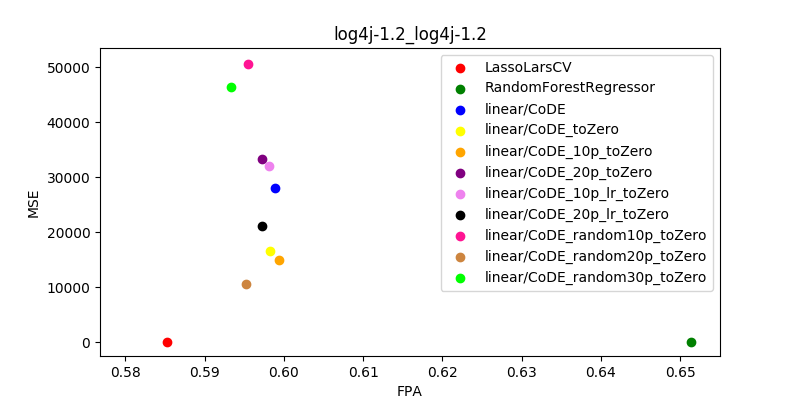 log4j-1.2_log4j-1.2
MSE
50000
40000
30000
20000
10000
0
LassoLarsCV
RandomForestRegressor
linear/CoDE
linear/CoDE_toZero
linear/CoDE_10p_toZero
linear/CoDE_20p_toZero
linear/CoDE_10p_lr_toZero
linear/CoDE_20p_lr_toZero
linear/CoDE_random10p_toZero
linear/CoDE_random20p_toZero
linear/CoDE_random30p_toZero
0.58 0.59 0.60 0.61 0.62 0.63 0.64 0.65
FPA